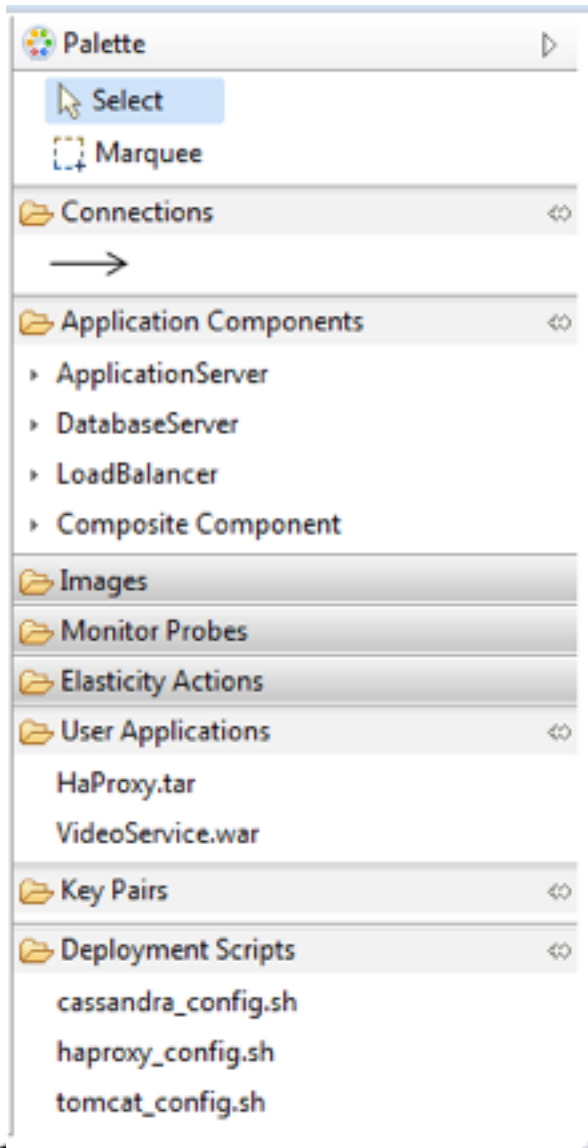 Palette
Select
Marquee
Connections
Application Components
ApplicationServer
DatabaseServer
LoadBalancer
Composite Component
Images
Monitor Probes
Elasticity Actions
User Applications
HaProxy.tar
VideoService.war
Key Pairs
Deployment Scripts
cassandra_config.sh
haproxy_config.sh
tomcat_config.sh